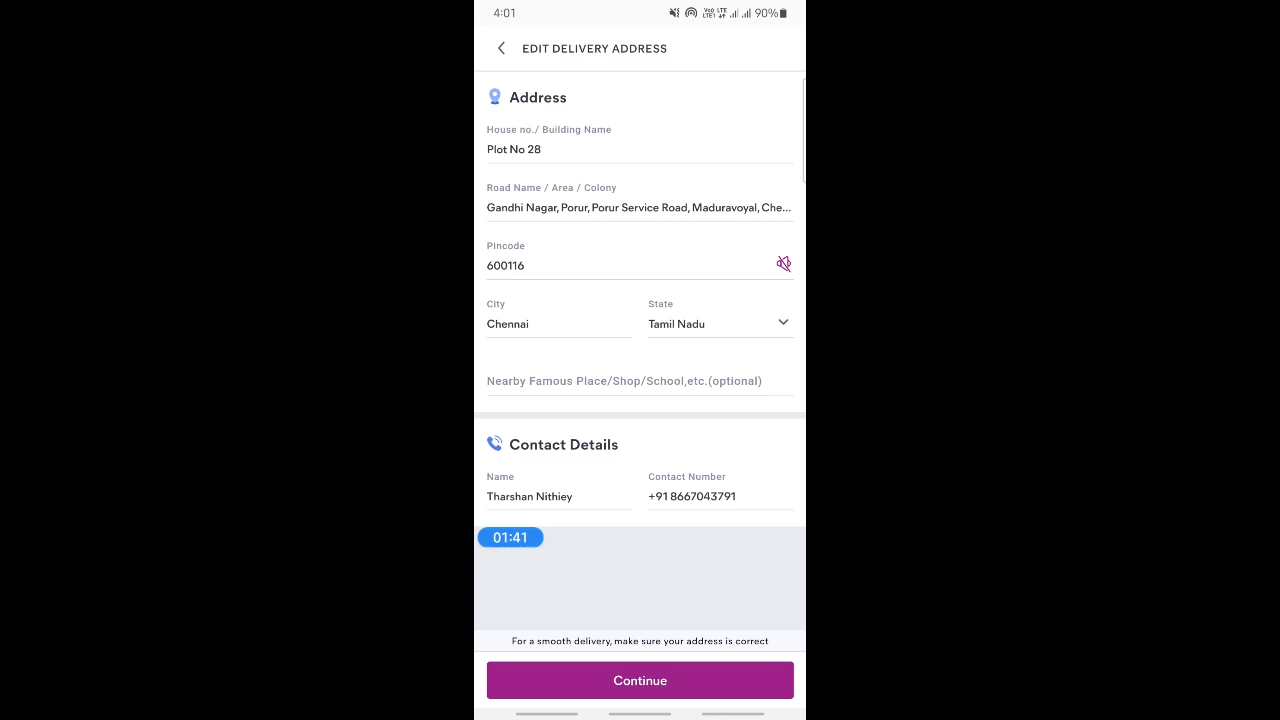 4:01
Vo) LTE
LTE1
90%
EDIT DELIVERY ADDRESS
Address
House no./ Building Name
Plot No 28
Road Name / Area / Colony
Gandhi Nagar, Porur, Porur Service Road, Maduravoyal, Che...
Pincode
600116
City
State
Chennai
Tamil Nadu
Nearby Famous Place/Shop/School,etc.(optional)
Contact Details
Name
Contact Number
Tharshan Nithiey
+91 8667043791
01:41
For a smooth delivery, make sure your address is correct
Continue